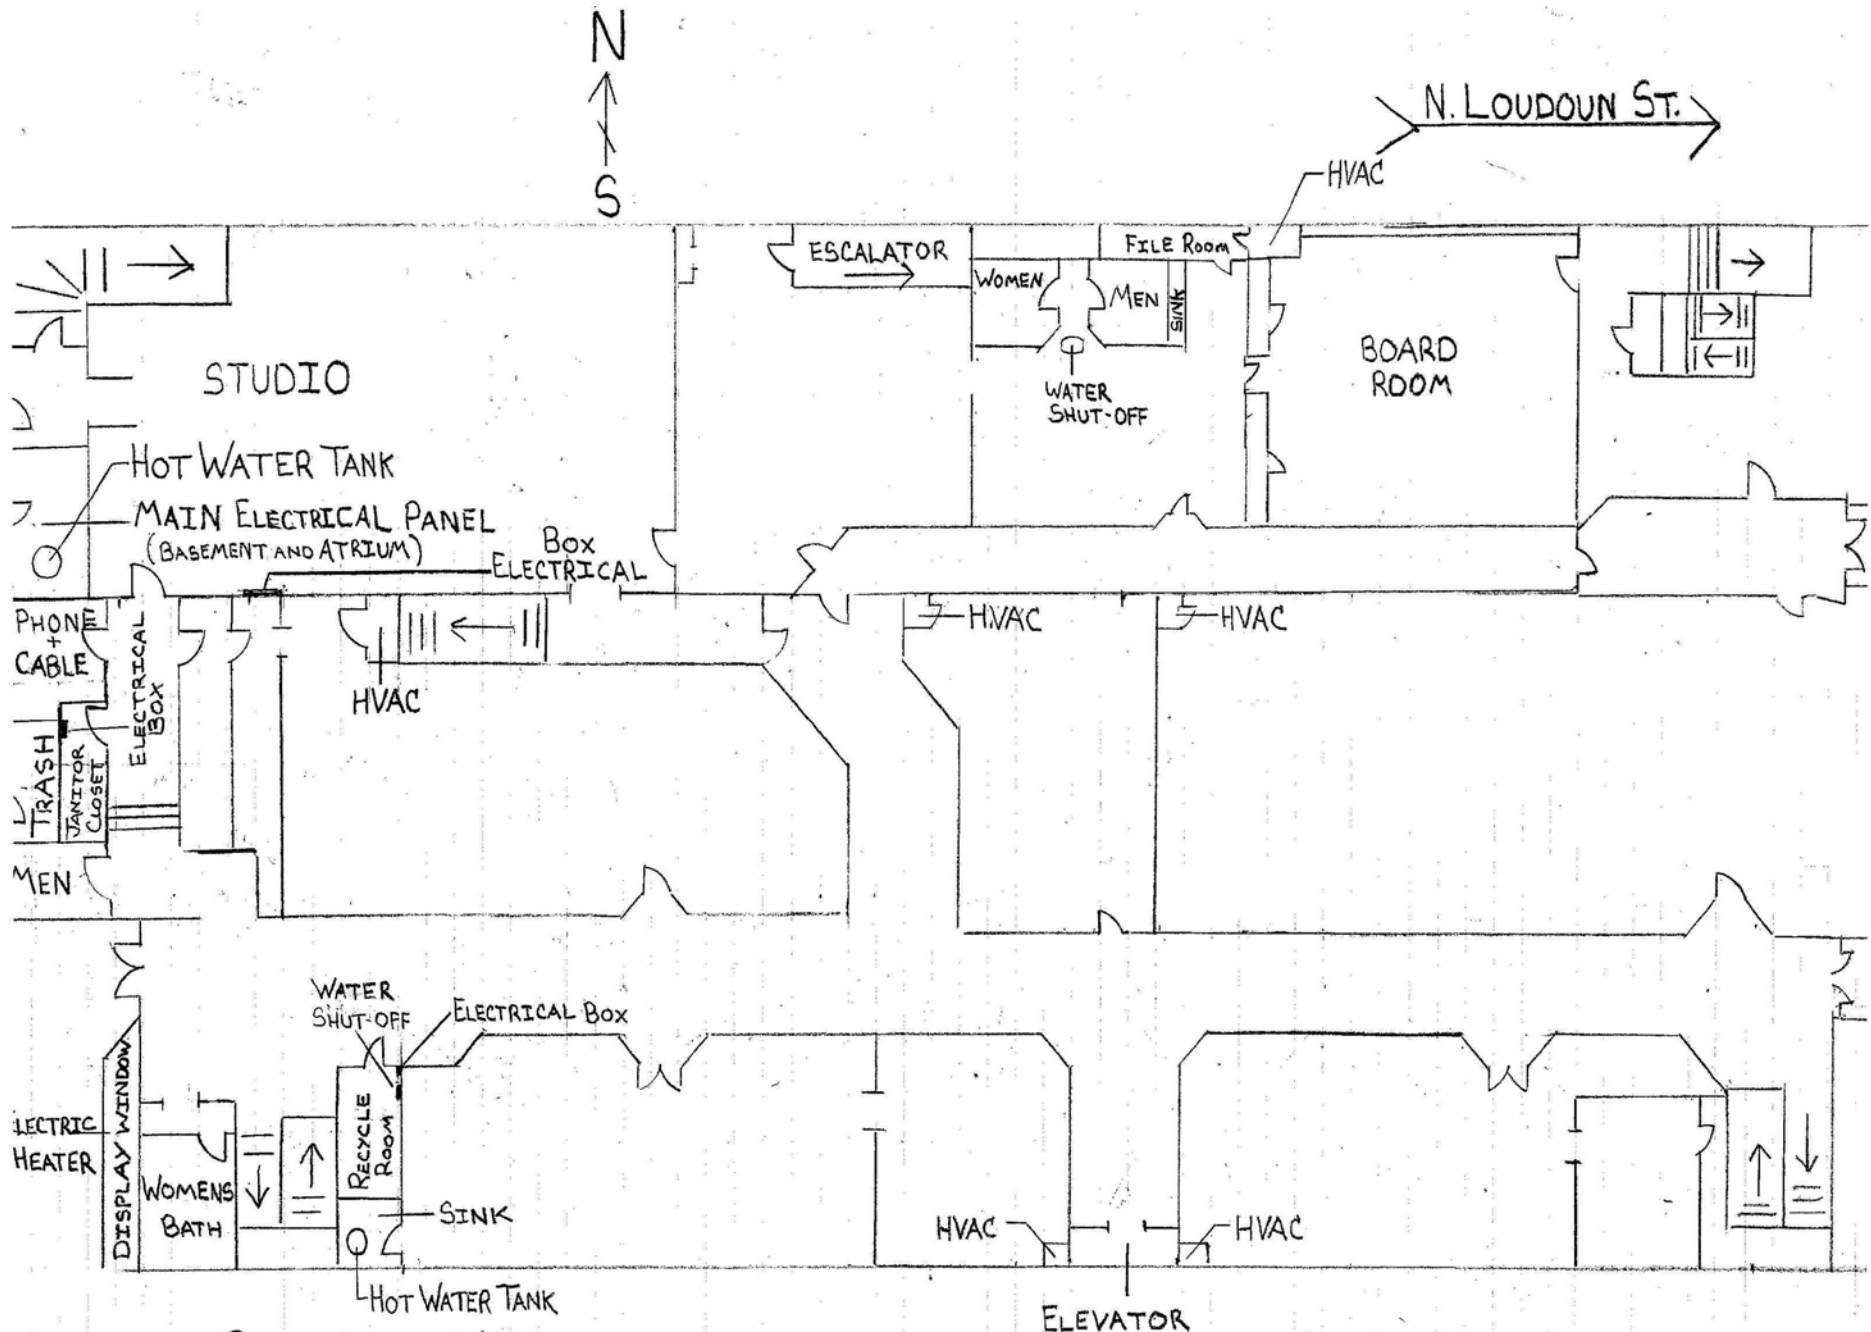 N
N. LOUDOUN ST.
S
HVAC
ESCALATOR
FILE ROOM
WOMEN
MEN
SINK
STUDIO
BOARD
ROOM
WATER
SHUT-OFF
HOT WATER TANK
MAIN ELECTRICAL PANEL
(BASEMENT AND ATRIUM)
BOX
ELECTRICAL
PHONE
+
CABLE
ELECTRICAL
BOX
HVAC
HVAC
HVAC
TRASH
JANITOR
CLOSET
MEN
WATER
SHUT-OFF
ELECTRICAL BOX
DISPLAY WINDOW
LECTRIC
HEATER
RECYCLE
ROOM
WOMENS
BATH
SINK
HVAC
HVAC
HOT WATER TANK
ELEVATOR